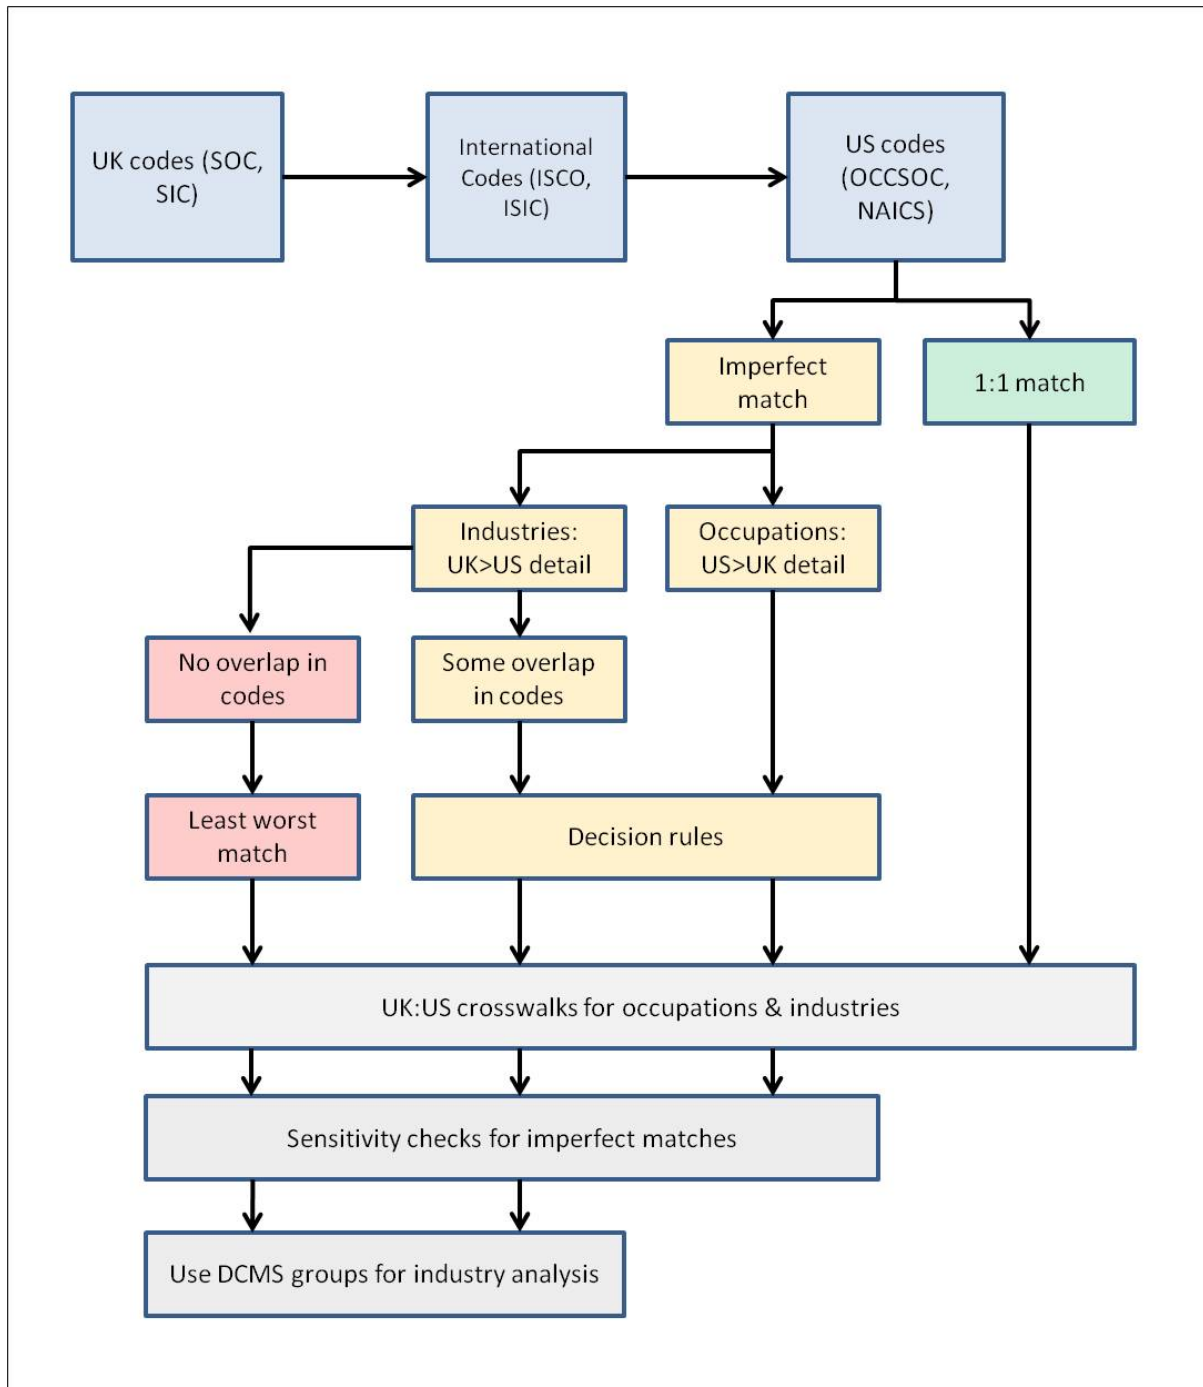 UK codes (SOC,
SIC)
International
Codes (ISCO,
ISIC)
US codes
(OCCSOC,
NAICS)
Imperfect
match
1:1 match
Industries:
UK>US detail
Occupations:
US>UK detail
No overlap in
codes
Some overlap
in codes
Least worst
match
Decision rules
UK:US crosswalks for occupations & industries
Sensitivity checks for imperfect matches
Use DCMS groups for industry analysis